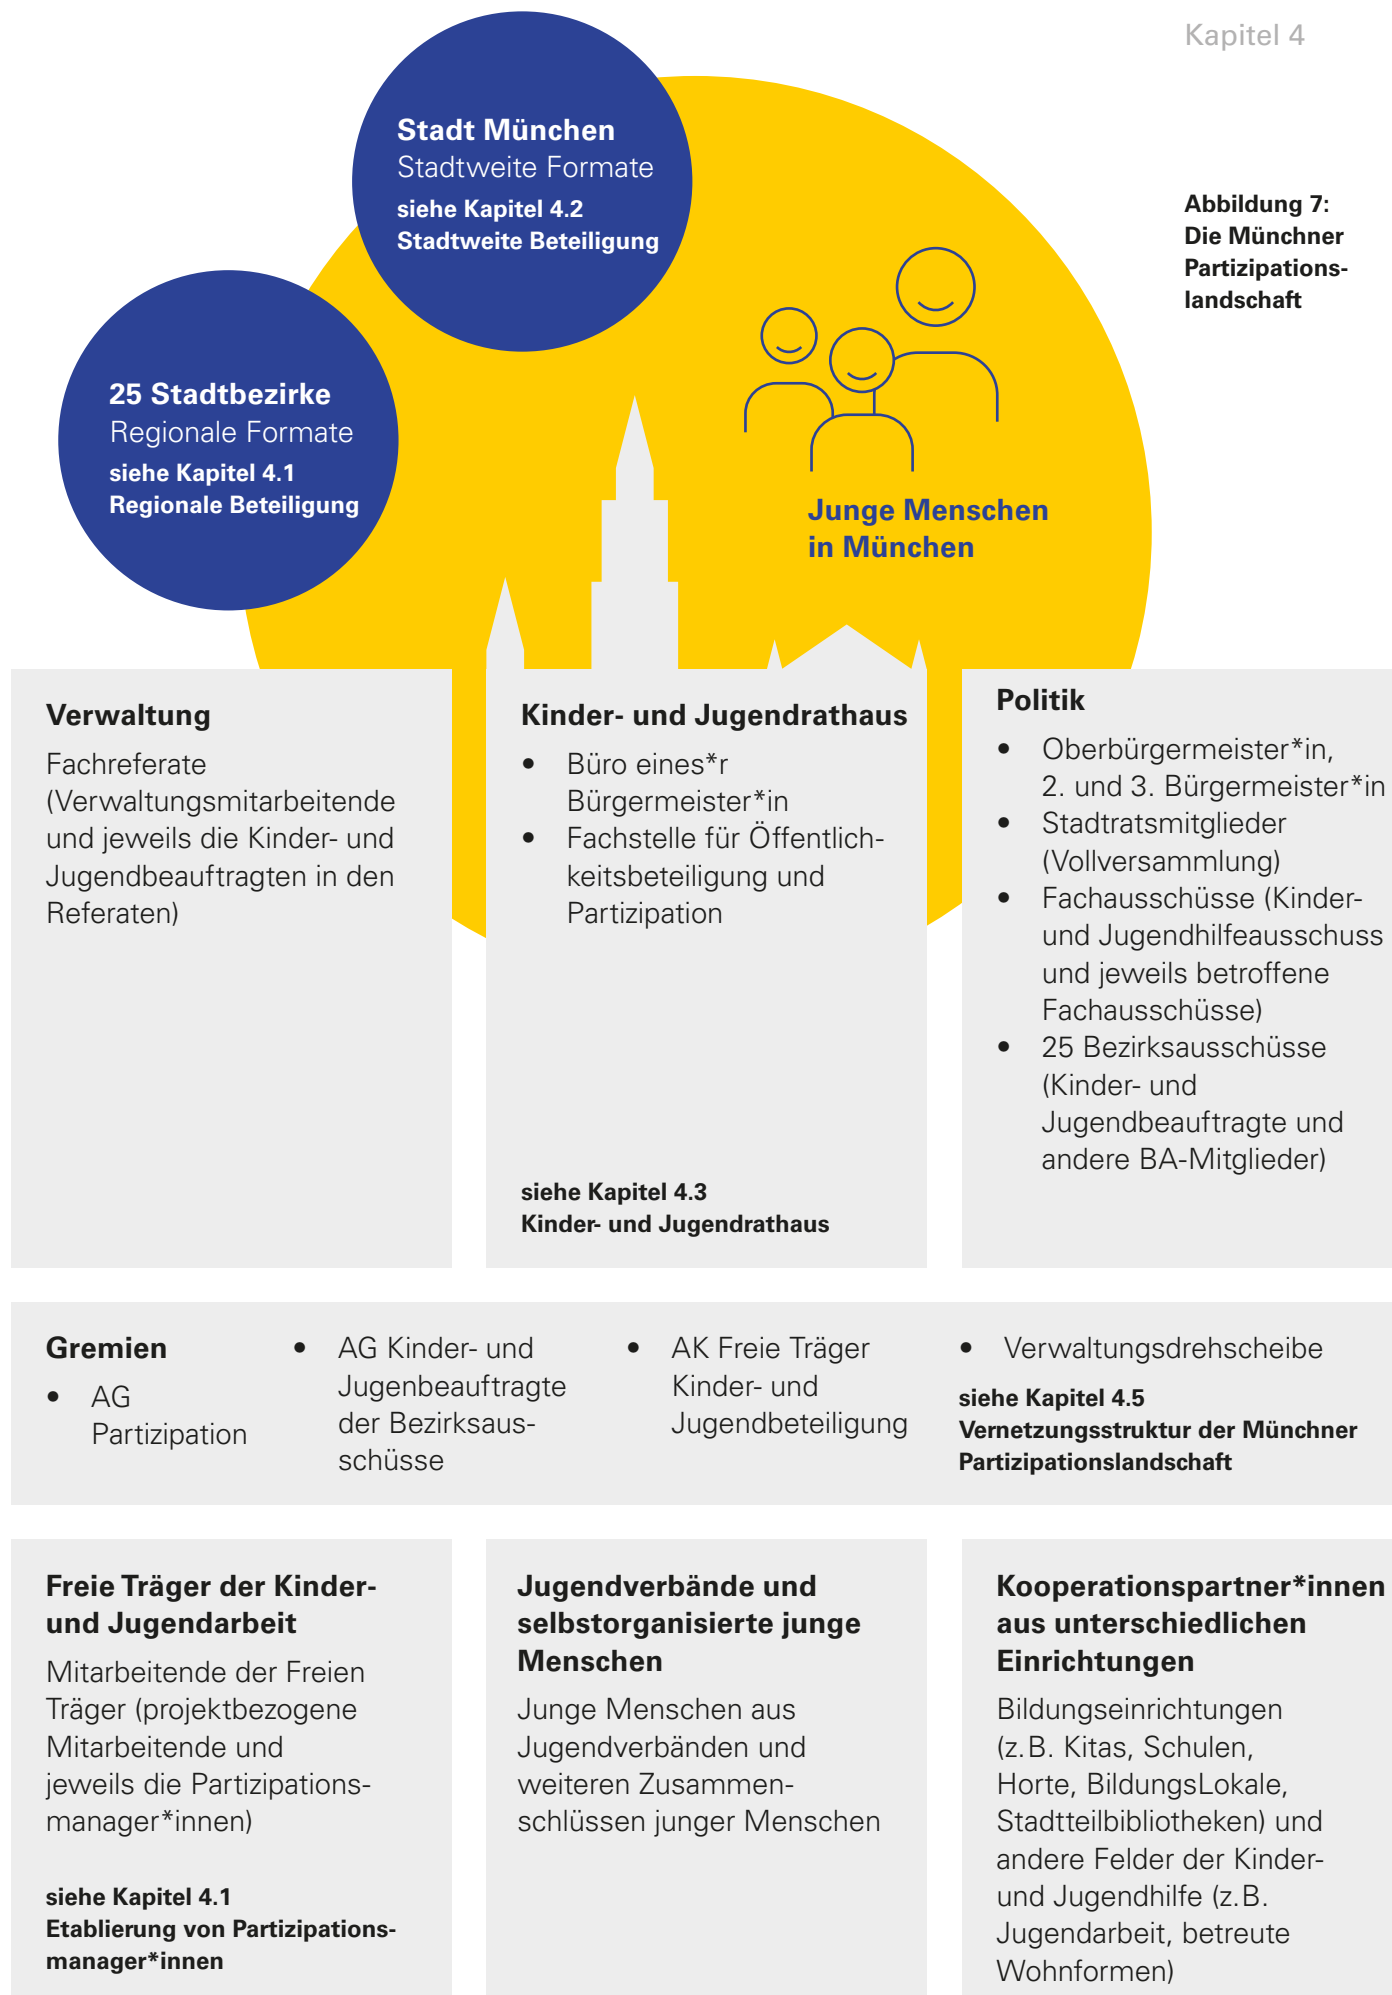 Kapitel 4
Stadt München
Stadtweite Formate
siehe Kapitel 4.2
Stadtweite Beteiligung
Abbildung 7:
Die Münchner
Partizipations-
landschaft
25 Stadtbezirke
Regionale Formate
siehe Kapitel 4.1
Regionale Beteiligung
Junge Menschen
in München
Verwaltung
Fachreferate
(Verwaltungsmitarbeitende
und jeweils die Kinder- und
Jugendbeauftragten in den
Referaten)
Kinder- und Jugendrathaus
• Büro eines*r
Bürgermeister*in
• Fachstelle für Öffentlich-
keitsbeteiligung und
Partizipation
siehe Kapitel 4.3
Kinder- und Jugendrathaus
Politik
• Oberbürgermeister*in,
2. und 3. Bürgermeister*in
• Stadtratsmitglieder
(Vollversammlung)
• Fachausschüsse (Kinder-
und Jugendhilfeausschuss
und jeweils betroffene
Fachausschüsse)
• 25 Bezirksausschüsse
(Kinder- und
Jugendbeauftragte und
andere BA-Mitglieder)
Gremien
• AG
Partizipation
• AG Kinder- und
Jugenbeauftragte
der Bezirksaus-
schüsse
• AK Freie Träger
Kinder- und
Jugendbeteiligung
• Verwaltungsdrehscheibe
siehe Kapitel 4.5
Vernetzungsstruktur der Münchner
Partizipationslandschaft
Freie Träger der Kinder-
und Jugendarbeit
Mitarbeitende der Freien
Träger (projektbezogene
Mitarbeitende und
jeweils die Partizipations-
manager*innen)
siehe Kapitel 4.1
Etablierung von Partizipations-
manager*innen
Jugendverbände und
selbstorganisierte junge
Menschen
Junge Menschen aus
Jugendverbänden und
weiteren Zusammen-
schlüssen junger Menschen
Kooperationspartner*innen
aus unterschiedlichen
Einrichtungen
Bildungseinrichtungen
(z.B. Kitas, Schulen,
Horte, BildungsLokale,
Stadtteilbibliotheken) und
andere Felder der Kinder-
und Jugendhilfe (z.B.
Jugendarbeit, betreute
Wohnformen)